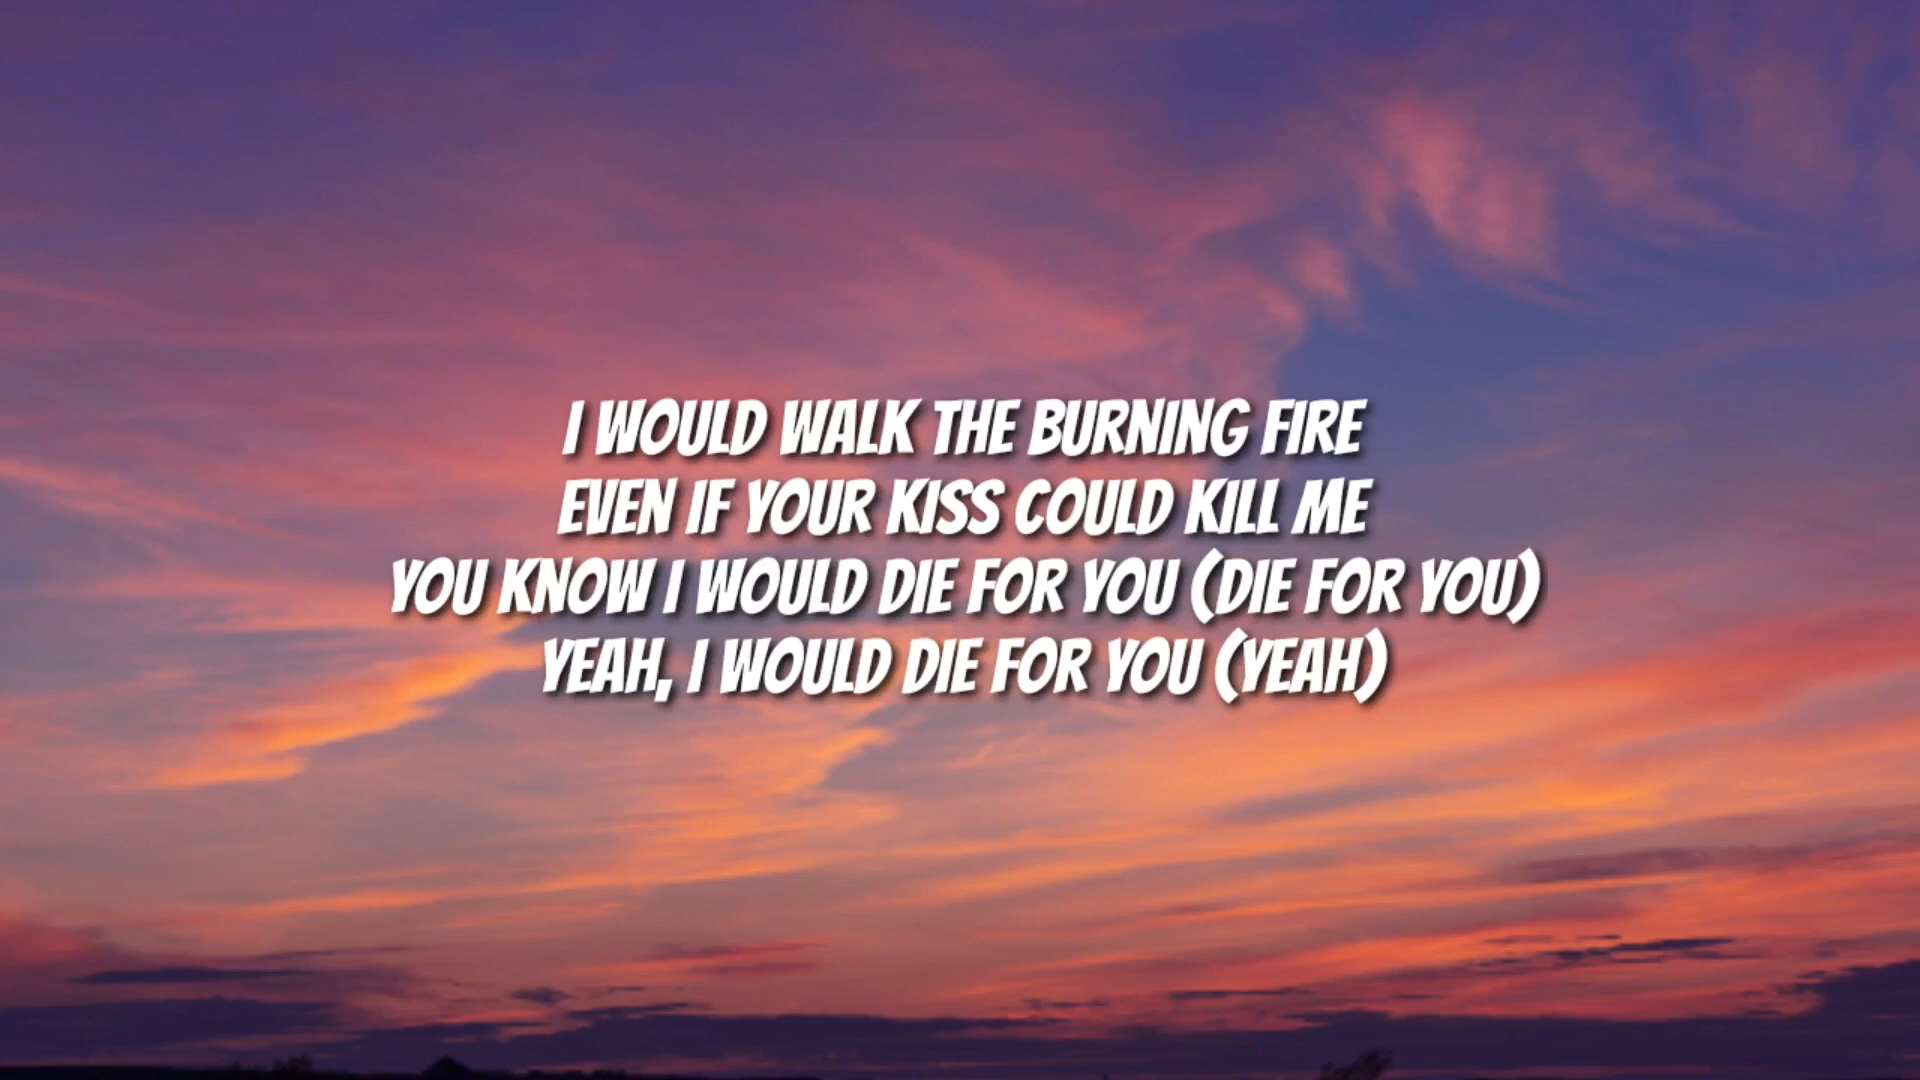 I WOULD WALK THE BURNING FIRE
EVEN IF YOUR KISS COULD KILL ME
YOU KNOW I WOULD DIE FOR YOU (DIE FOR YOU)
YEAH, I WOULD DIE FOR YOU (YEAH)